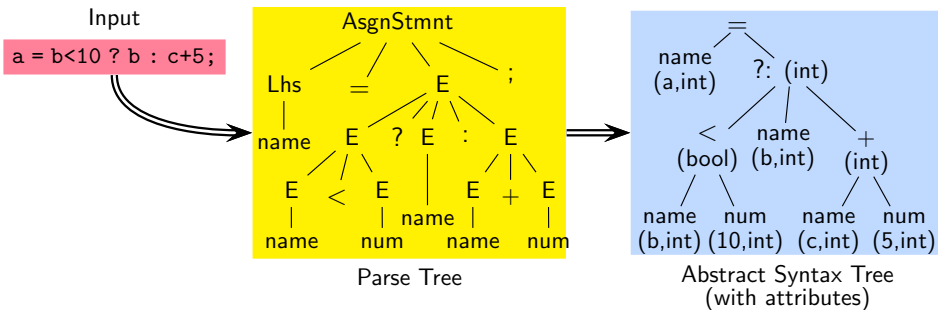 Input
a = b<10 ? b : c+5;
AsgnStmnt
Lhs = E ;
name E ? E : E
E < E name E + E
name num name num
Parse Tree
=
name
(a,int)
?: (int)
<
(bool)
name
(b,int)
+
(int)
name num name num
(b,int) (10,int) (c,int) (5,int)
Abstract Syntax Tree
(with attributes)